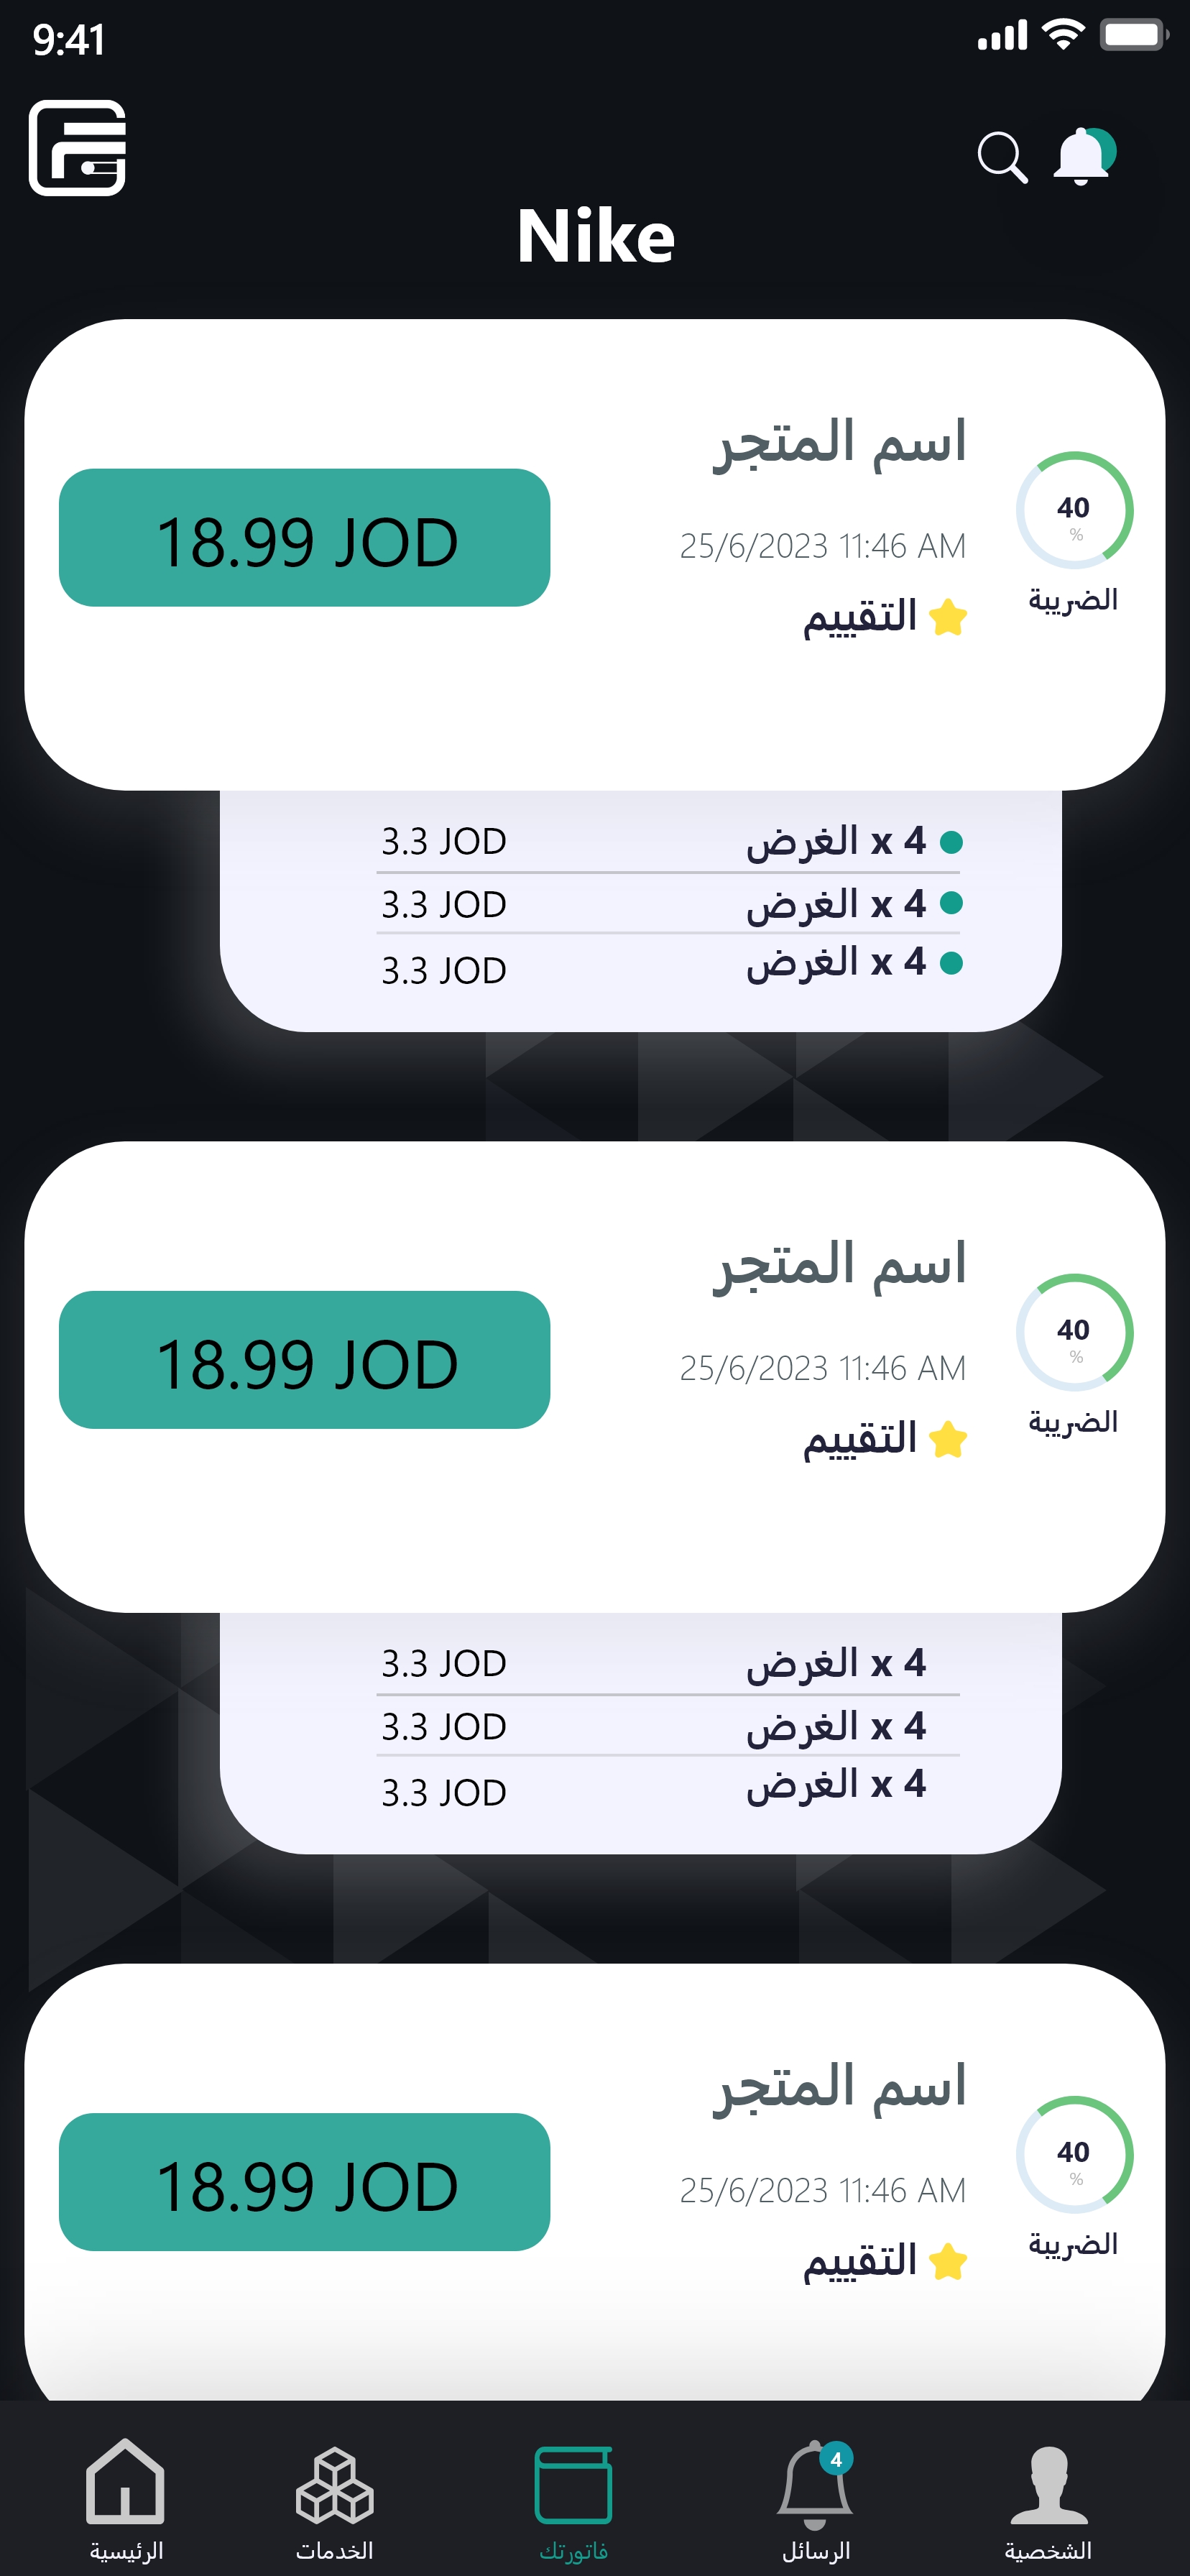 9:41
Nike
اسم المتجر
40
%
18.99 JOD
25/6/2023 11:46 AM
الضريبة
التقييم
4 x الغرض
3.3 JOD
4 x الغرض
3.3 JOD
4 x الغرض
3.3 JOD
اسم المتجر
40
%
18.99 JOD
25/6/2023 11:46 AM
الضريبة
التقييم
4 x الغرض
3.3 JOD
4 x الغرض
3.3 JOD
4 x الغرض
3.3 JOD
اسم المتجر
40
%
18.99 JOD
25/6/2023 11:46 AM
الضريبة
التقييم
4
الشخصية
الرسائل
فاتورتك
الخدمات
الرئيسية